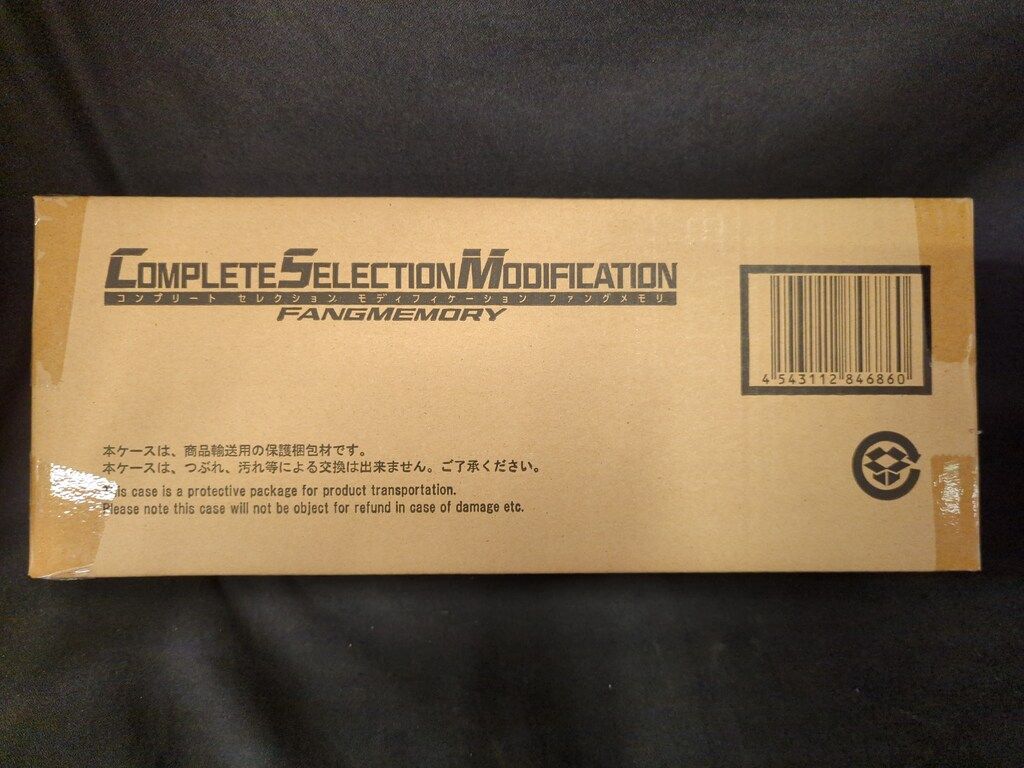 COMPLETE SELECTION MODIFICATION
コンプリート セレクション モディフィケーション ファングメモリ
FANGMEMORY
4 543112 846860
本ケースは、商品輸送用の保護梱包材です。
本ケースは、つぶれ、汚れ等による交換は出来ません。ご了承ください。
This case is a protective package for product transportation.
Please note this case will not be object for refund in case of damage etc.